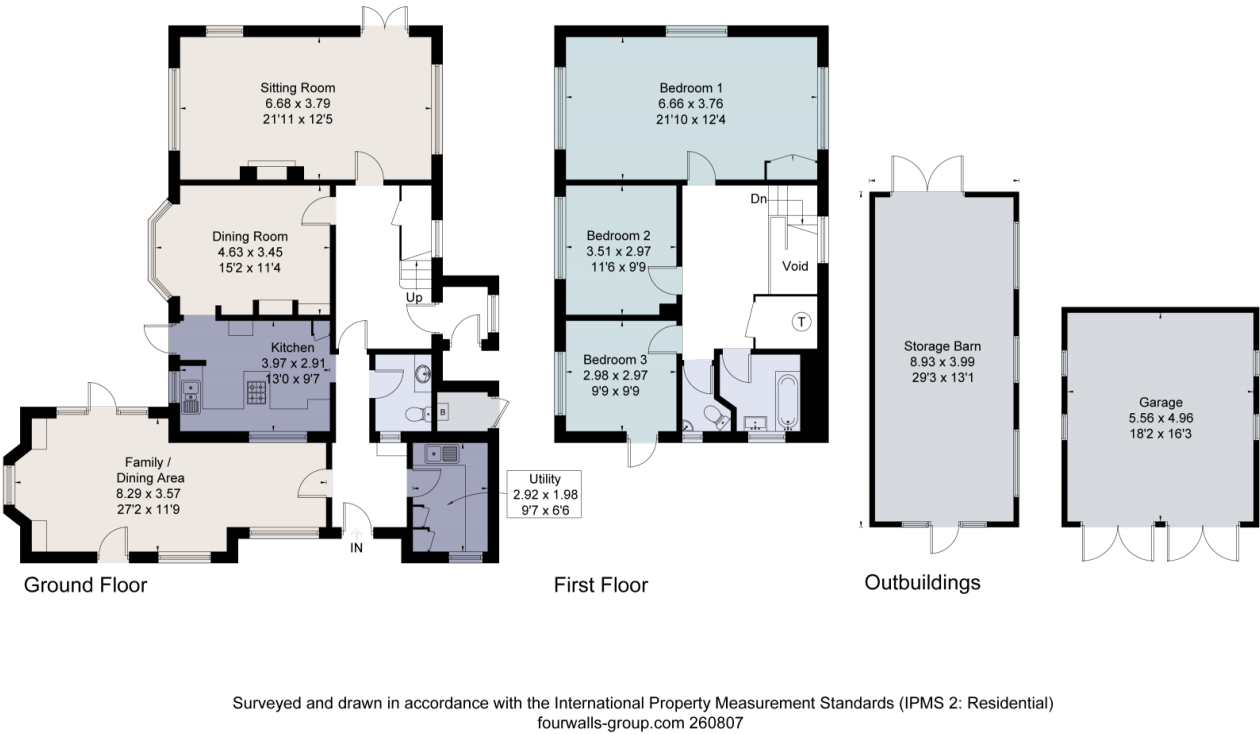 Sitting Room
6.68 x 3.79
21'11 x 12'5
Dining Room
4.63 x 3.45
15'2 x 11'4
Up
Kitchen
3.97 x 2.91
13'0 x 9'7
B
Family /
Dining Area
8.29 x 3.57
27'2 x 11'9
Utility
2.92 x 1.98
9'7 x 6'6
IN
Ground Floor
Bedroom 1
6.66 x 3.76
21'10 x 12'4
Dn
Bedroom 2
3.51 x 2.97
11'6 x 9'9
Void
T
Bedroom 3
2.98 x 2.97
9'9 x 9'9
First Floor
Storage Barn
8.93 x 3.99
29'3 x 13'1
Garage
5.56 x 4.96
18'2 x 16'3
Outbuildings
Surveyed and drawn in accordance with the International Property Measurement Standards (IPMS 2: Residential)
fourwalls-group.com 260807